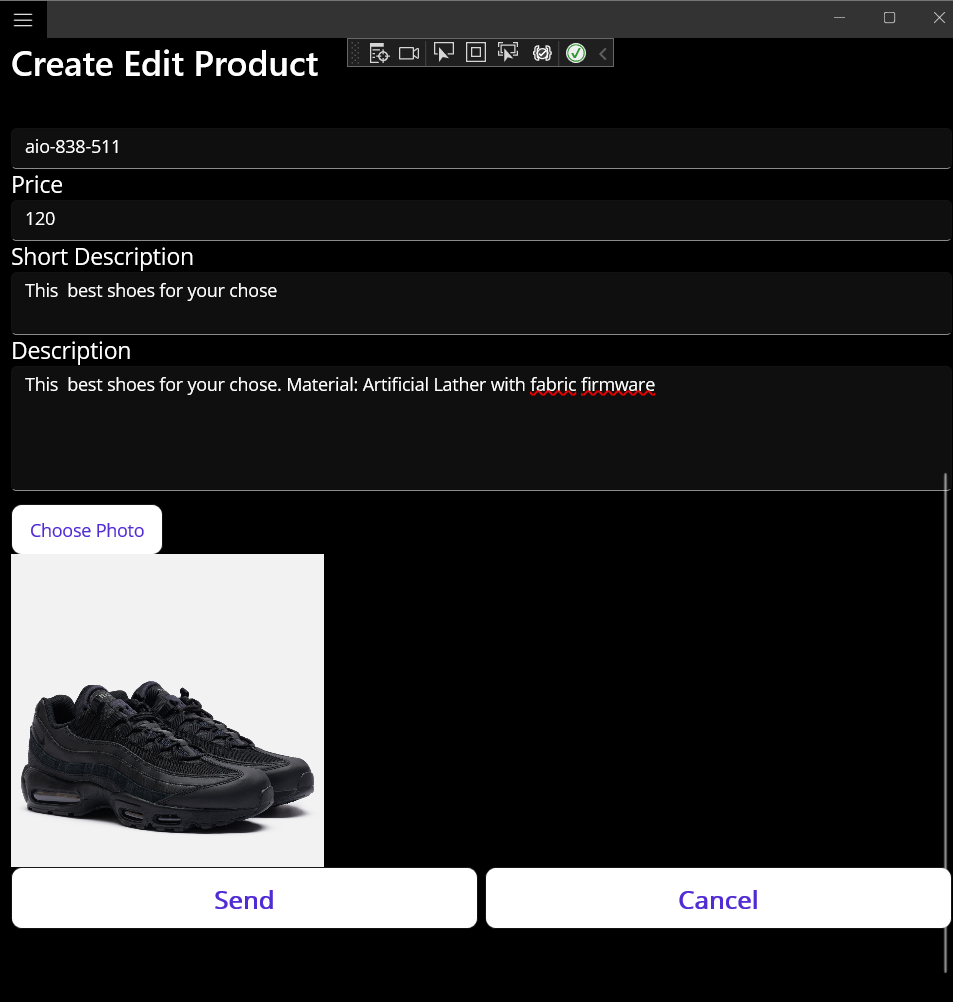 Create Edit Product
aio-838-511
Price
120
Short Description
This  best shoes for your chose
Description
This  best shoes for your chose. Material: Artificial Lather with fabric firmware
Choose Photo
Send
Cancel